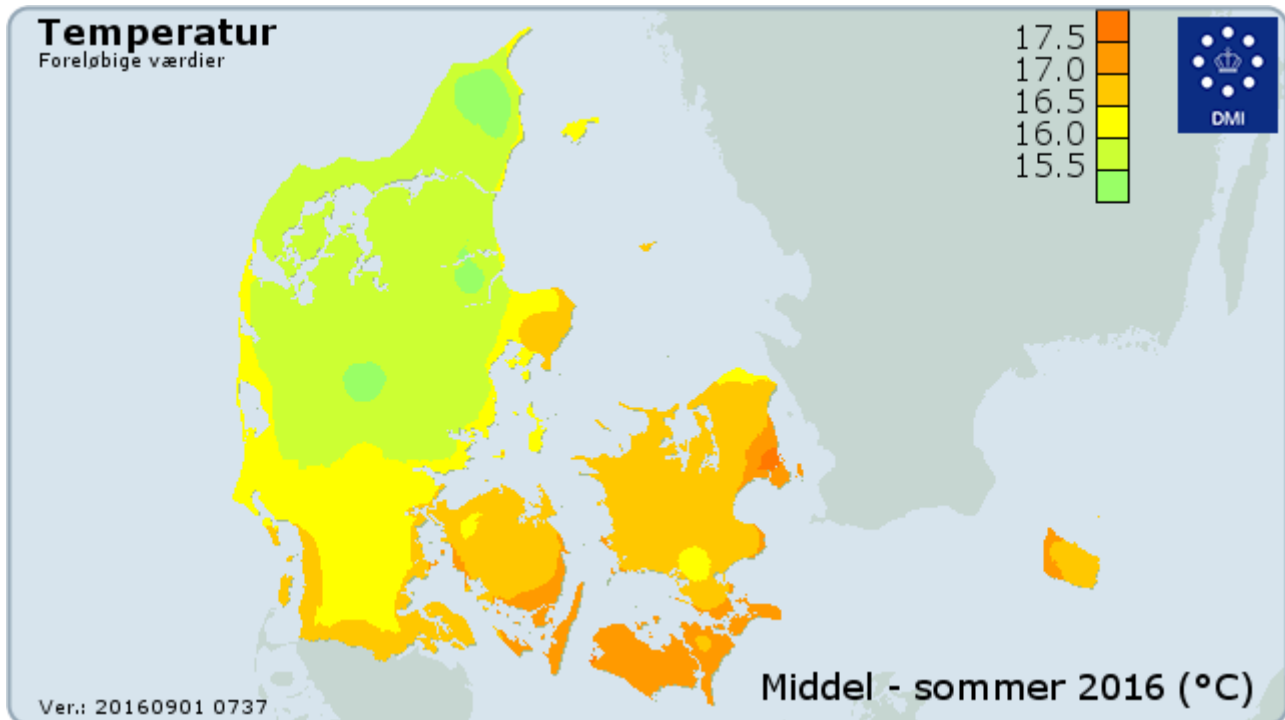 Temperatur
Foreløbige værdier
17.5
17.0
16.5
16.0
15.5
DMI
Middel - sommer 2016 (°C)
Ver.: 20160901 0737